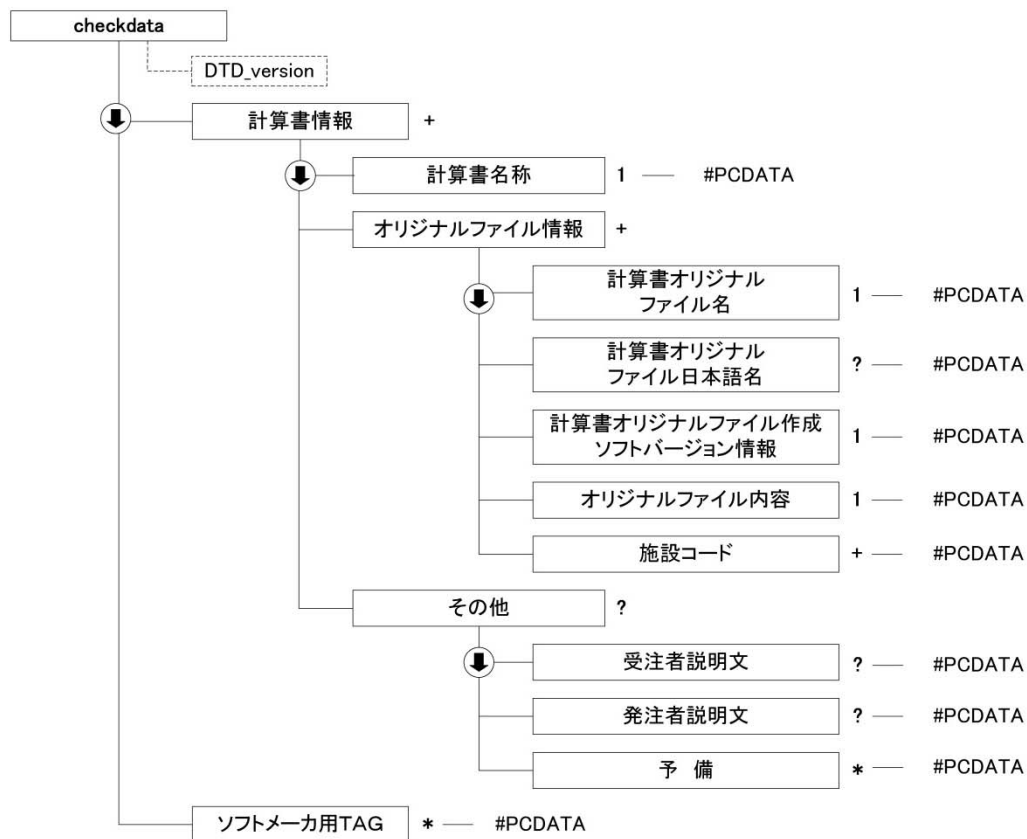 checkdata
DTD_version
計算書情報 +
計算書名称 1 #PCDATA
オリジナルファイル情報 +
計算書オリジナル
ファイル名 1 #PCDATA
計算書オリジナル
ファイル日本語名 ? #PCDATA
計算書オリジナルファイル作成
ソフトバージョン情報 1 #PCDATA
オリジナルファイル内容 1 #PCDATA
施設コード + #PCDATA
その他 ?
受注者説明文 ? #PCDATA
発注者説明文 ? #PCDATA
予 備 * #PCDATA
ソフトメーカ用TAG * #PCDATA